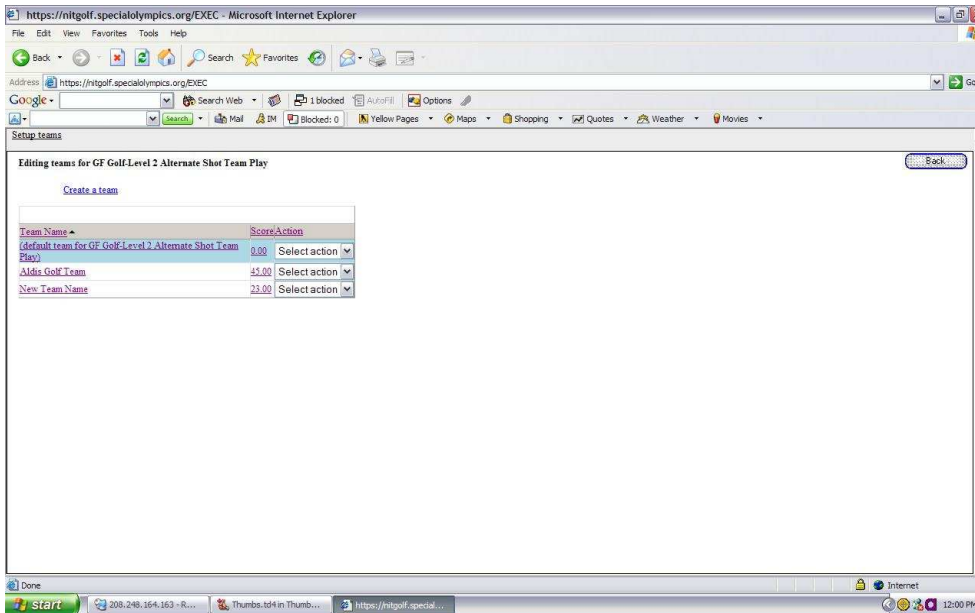 https://nitgolf.specialolympics.org/EXEC - Microsoft Internet Explorer
File Edit View Favorites Tools Help
Back Search Favorites
Address https://nitgolf.specialolympics.org/EXEC Go
Google Search Web 1 blocked AutoFill Options
Search Mail IM Blocked: 0 Yellow Pages Maps Shopping Quotes Weather Movies
Setup teams
Editing teams for GF Golf-Level 2 Alternate Shot Team Play Back
Create a team
Team Name Score Action
(default team for GF Golf-Level 2 Alternate Shot Team
Play) 0.00 Select action
Aldis Golf Team 45.00 Select action
New Team Name 23.00 Select action
Done Internet
start 208.248.164.163 - R... Thumbs.td4 in Thumb... https://nitgolf.special... 12:00 PM